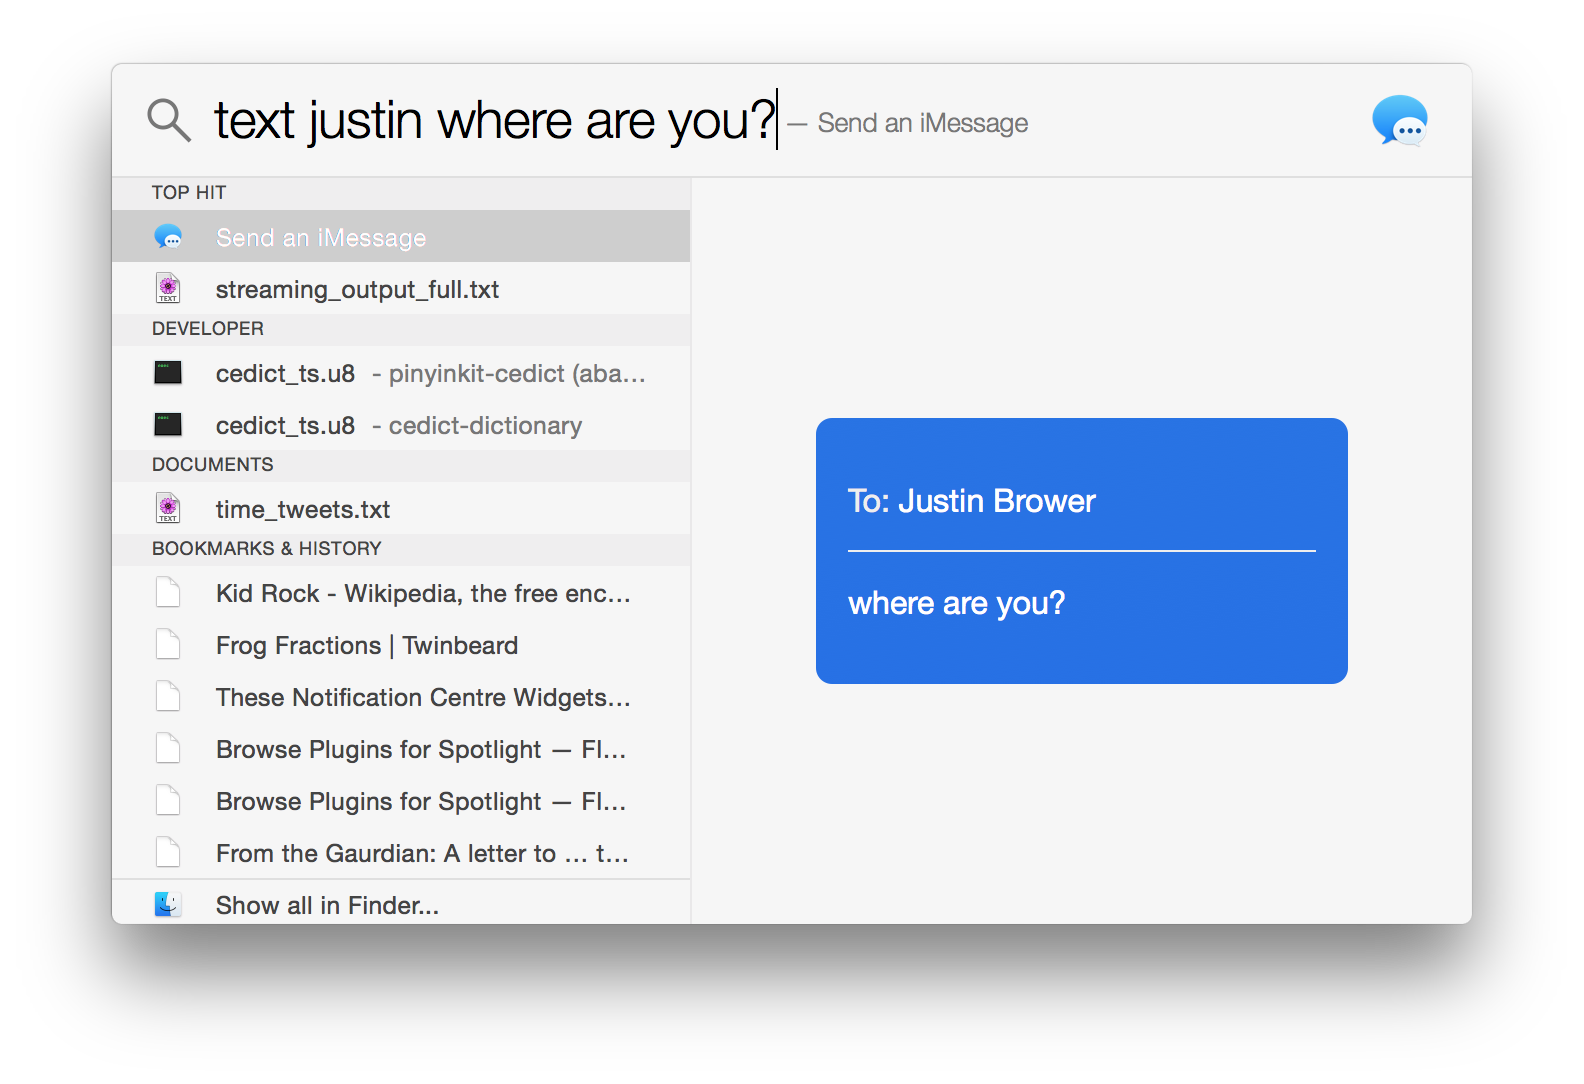 text justin where are you? — Send an iMessage
TOP HIT
Send an iMessage
streaming_output_full.txt
DEVELOPER
cedict_ts.u8 - pinyinkit-cedict (aba...
cedict_ts.u8 - cedict-dictionary
DOCUMENTS
time_tweets.txt
BOOKMARKS & HISTORY
Kid Rock - Wikipedia, the free enc...
Frog Fractions | Twinbeard
These Notification Centre Widgets...
Browse Plugins for Spotlight — Fl...
Browse Plugins for Spotlight — Fl...
From the Gaurdian: A letter to ... t...
Show all in Finder...
To: Justin Brower
where are you?